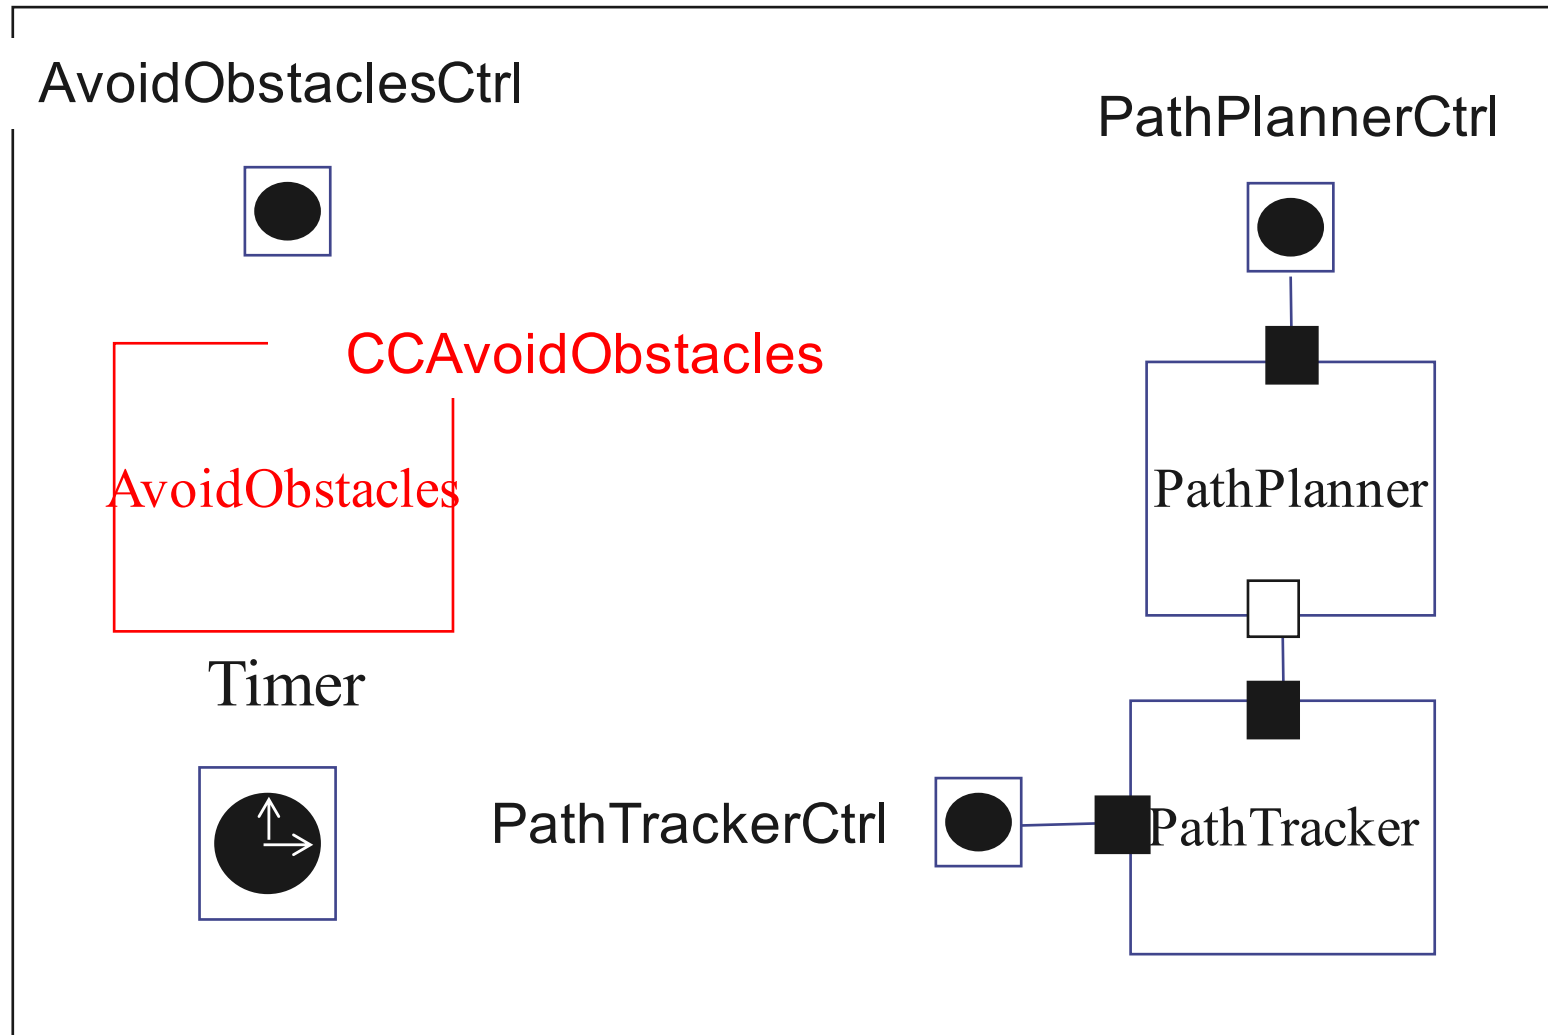 AvoidObstaclesCtrl
PathPlannerCtrl
CCAvoidObstacles
AvoidObstacles
PathPlanner
Timer
PathTrackerCtrl
PathTracker